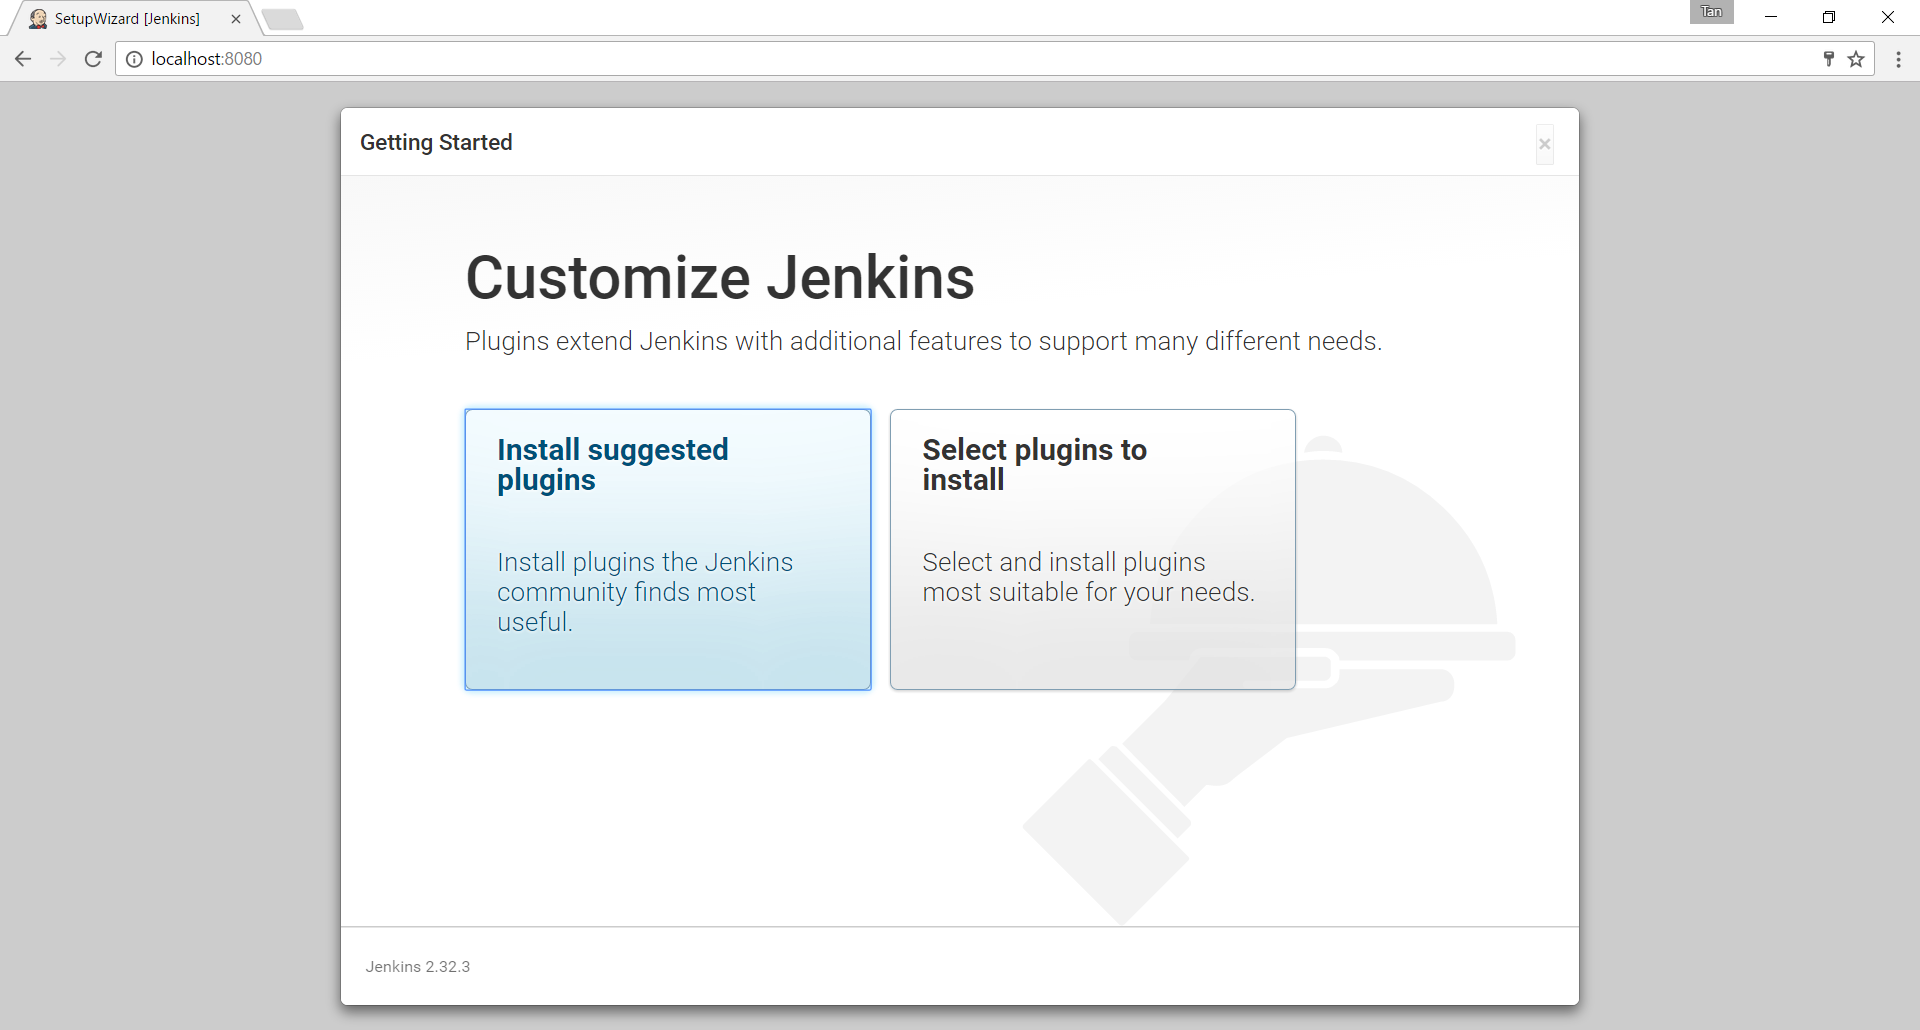 SetupWizard [Jenkins]
Tan
localhost:8080
Getting Started
Customize Jenkins
Plugins extend Jenkins with additional features to support many different needs.
Install suggested
plugins
Install plugins the Jenkins
community finds most
useful.
Select plugins to
install
Select and install plugins
most suitable for your needs.
Jenkins 2.32.3